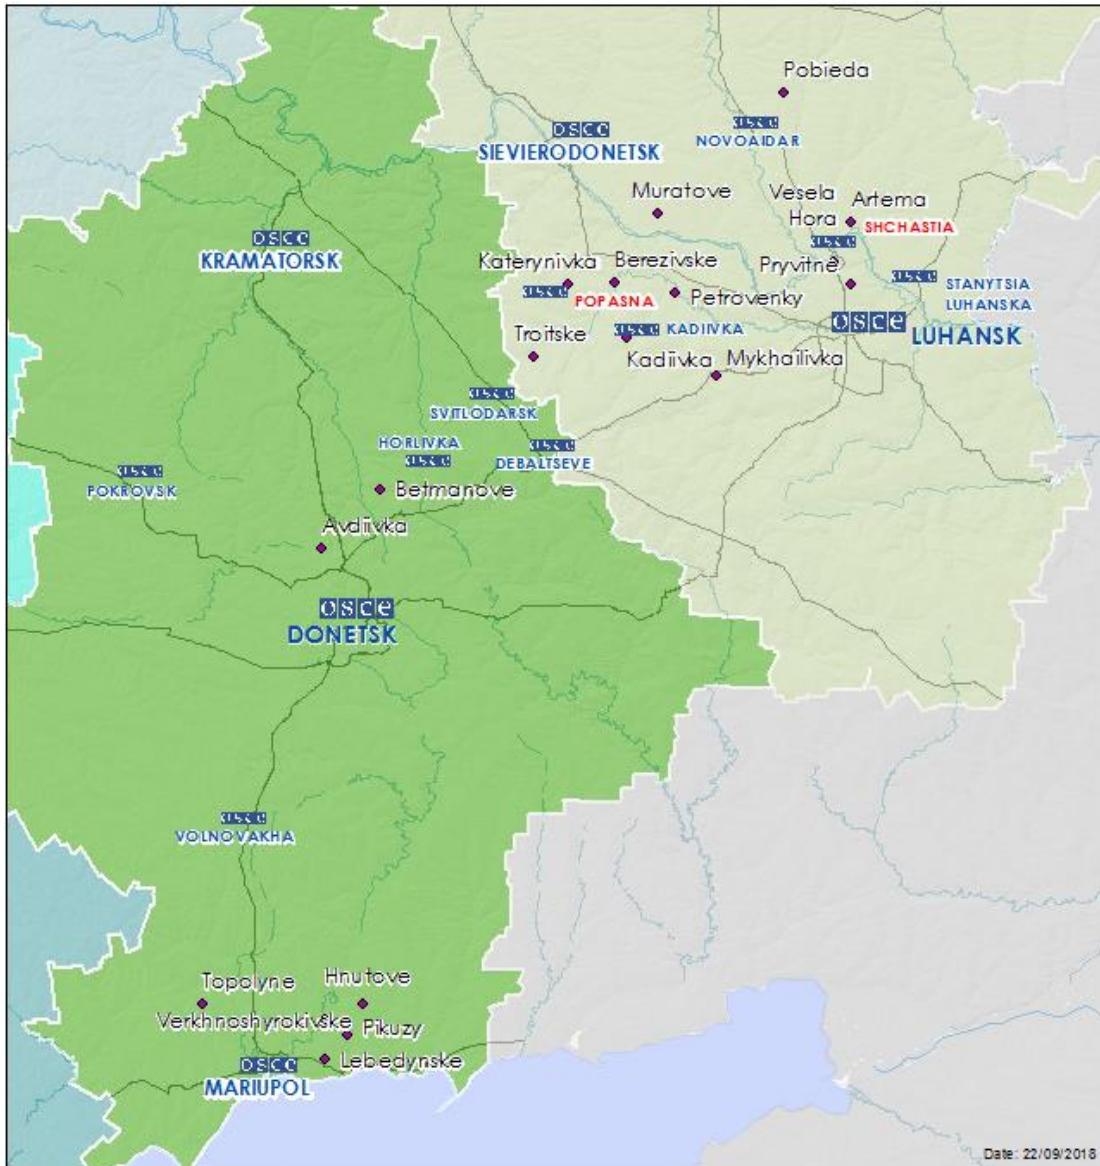 Pobieda
osce
NOVOAIDAR
osce
SIEVIERODONETSK
Muratove
Vesela
Hora
Artema
SHCHASTIA
osce
osce
KRAMATORSK
Katerynivka
Berezivske
Pryvitne
osce
STANYTSIA
LUHANSKA
osce
POPASNA
Petrovenky
osce
LUHANSK
Troitske
osce
KADIIVKA
Kadiivka
Mykhailivka
osce
SVITLODARSK
HORLIVKA
osce
osce
DEBALTSEVE
osce
POKROVSK
Betmanove
Avdiivka
osce
DONETSK
osce
VOLNOVAKHA
Topolyne
Hnutove
Verkhnoshyrokivske
Pikuzy
Lebedynske
osce
MARIUPOL
Date: 22/09/2018